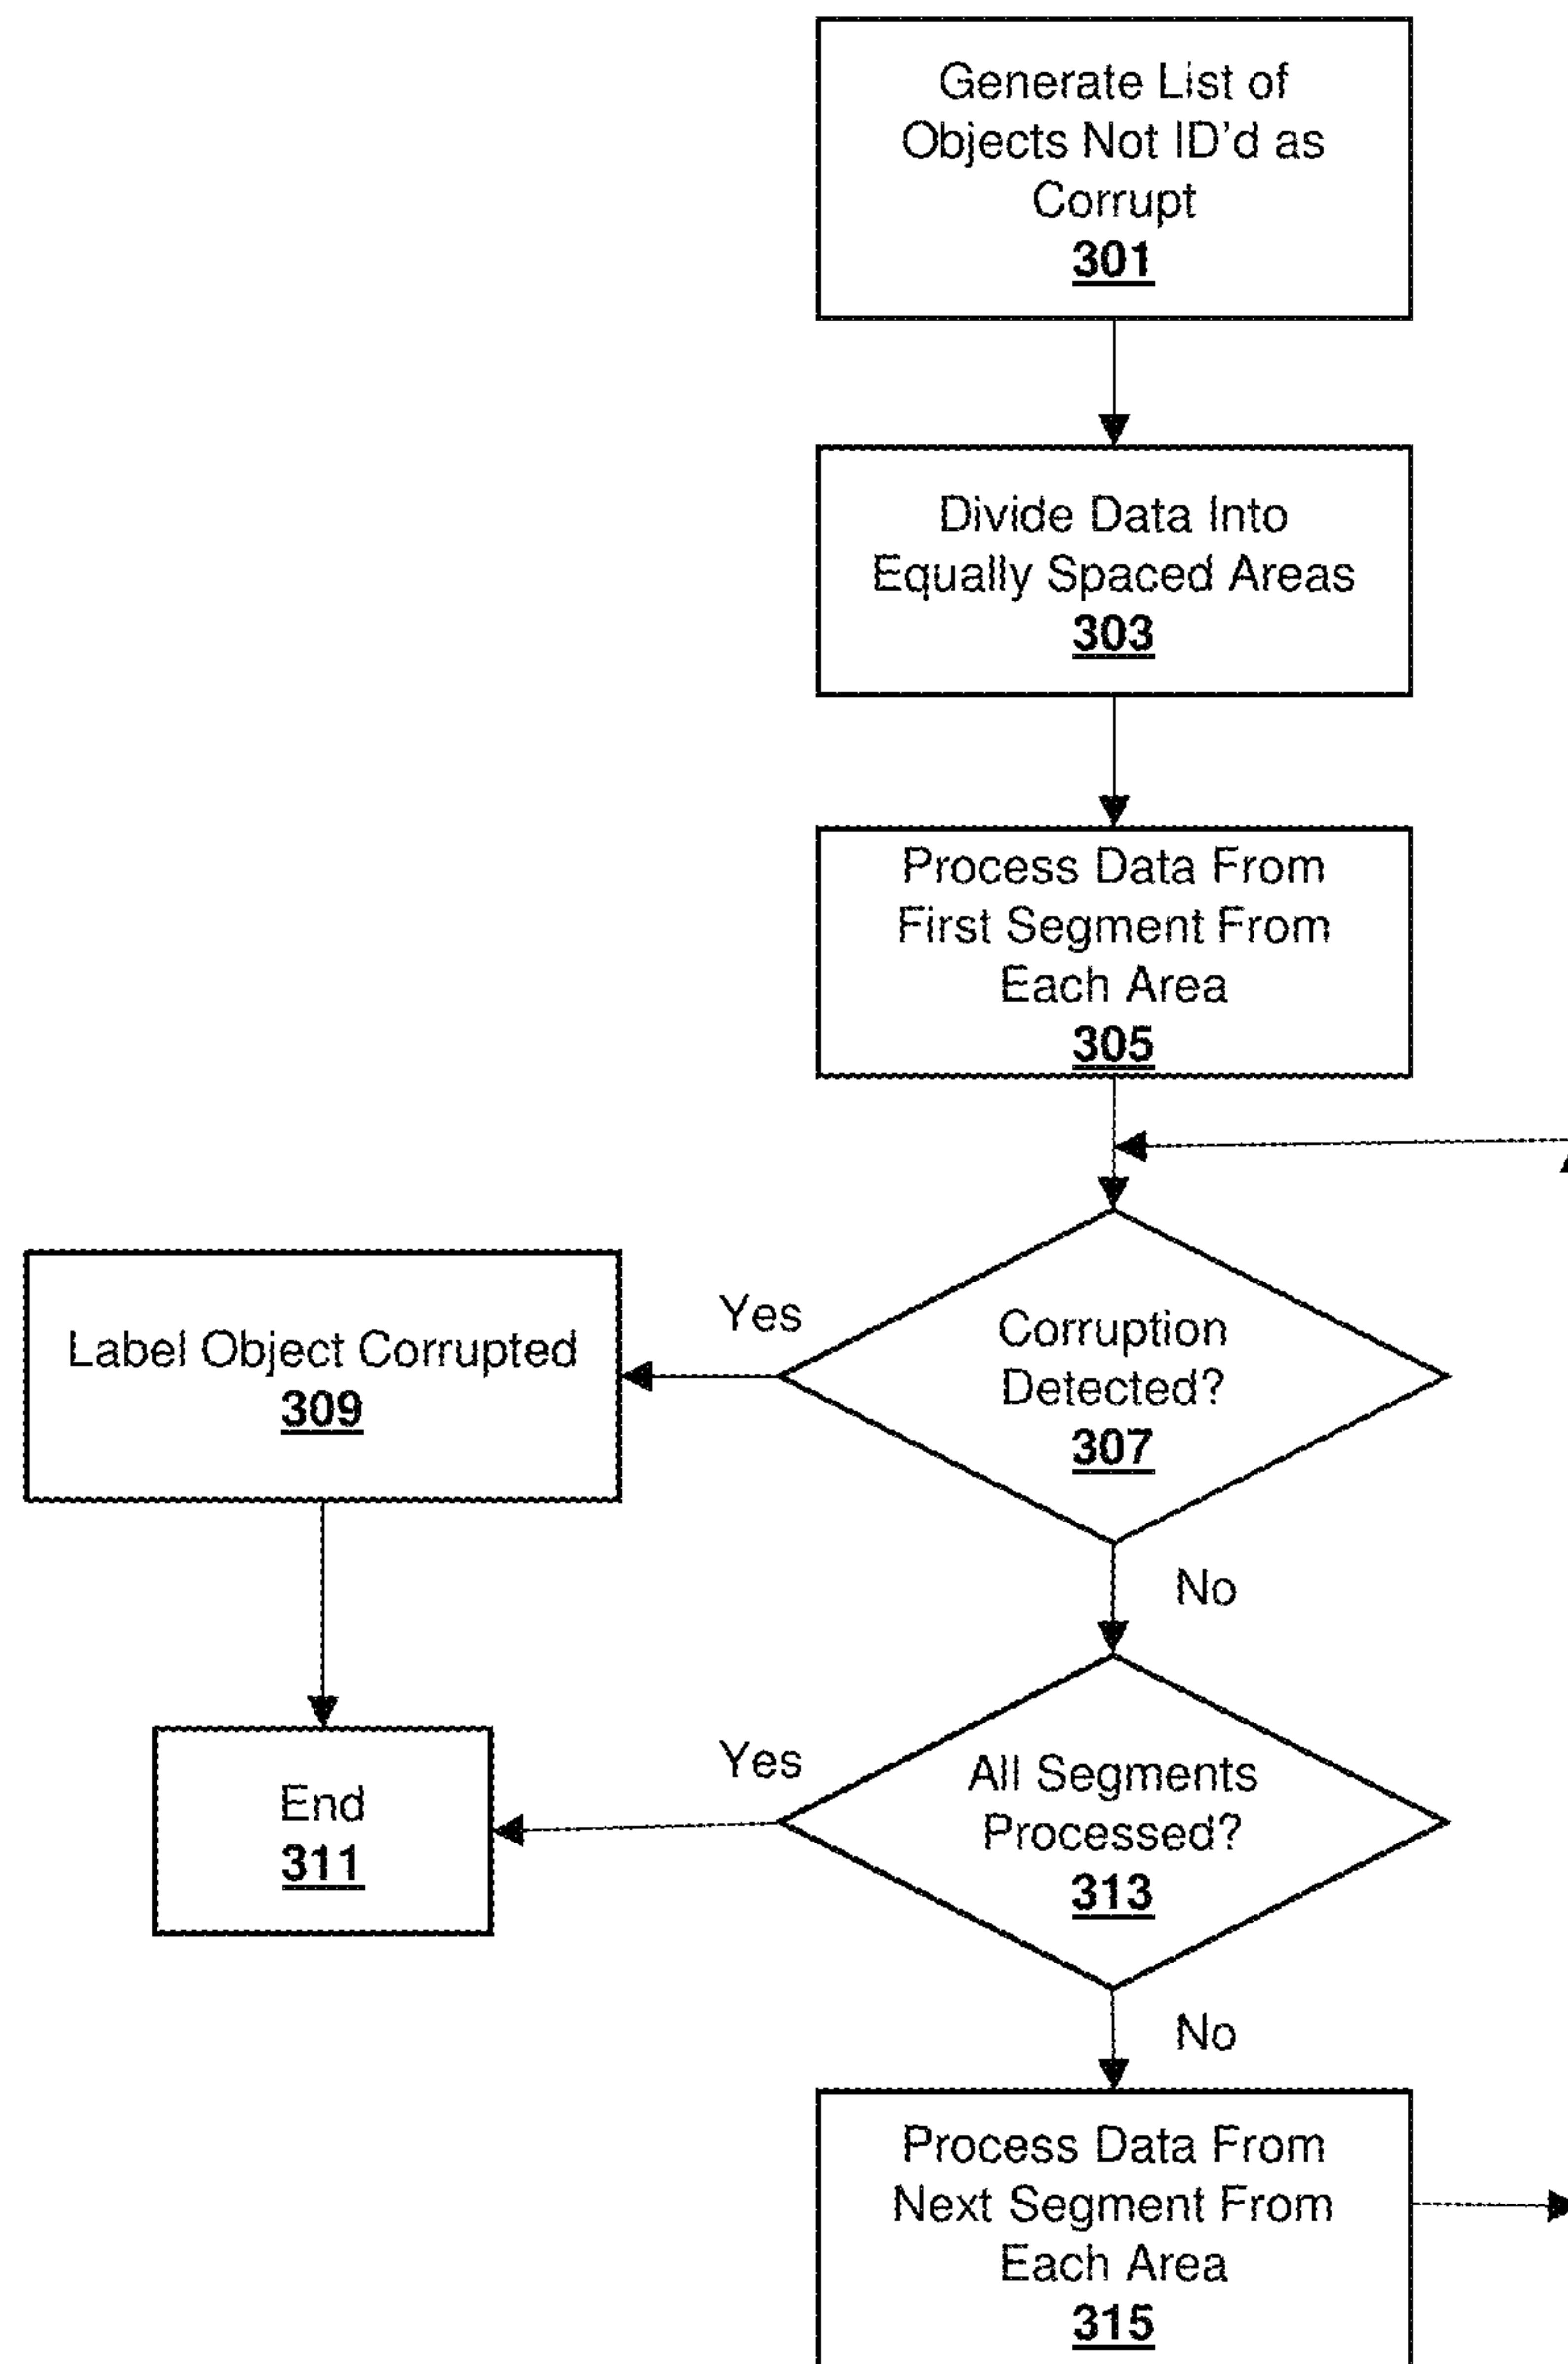 Generate List of
Objects Not ID'd as
Corrupt
301
Divide Data Into
Equally Spaced Areas
303
Process Data From
First Segment From
Each Area
305
Corruption
Detected?
307
Yes
Label Object Corrupted
309
No
All Segments
Processed?
313
Yes
End
311
No
Process Data From
Next Segment From
Each Area
315